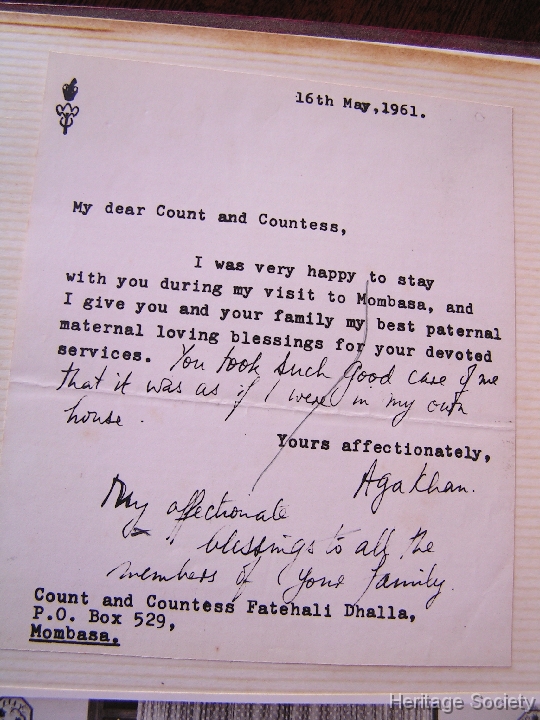 16th May,1961.
My dear Count and Countess,
I was very happy to stay
with you during my visit to Mombasa, and
I give you and your family my best paternal
maternal loving blessings for your devoted
services. You took such good care of me
that it was as if I were in my own
house.
Yours affectionately,
Aga Khan.
My affectionate
blessings to all the
members of your family.
Count and Countess Fatehali Dhalla,
P.O. Box 529,
Mombasa.
Heritage Society